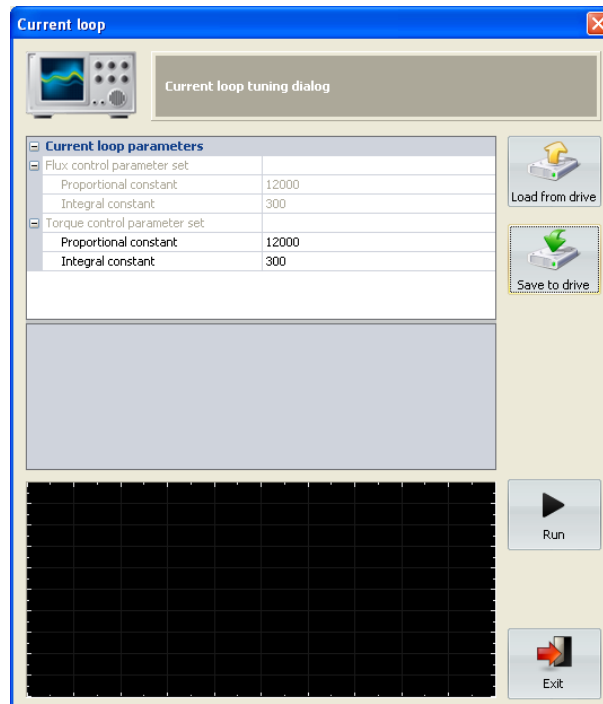 Current loop
Current loop tuning dialog
Current loop parameters
Flux control parameter set
Proportional constant 12000
Integral constant 300
Torque control parameter set
Proportional constant 12000
Integral constant 300
Load from drive
Save to drive
Run
Exit